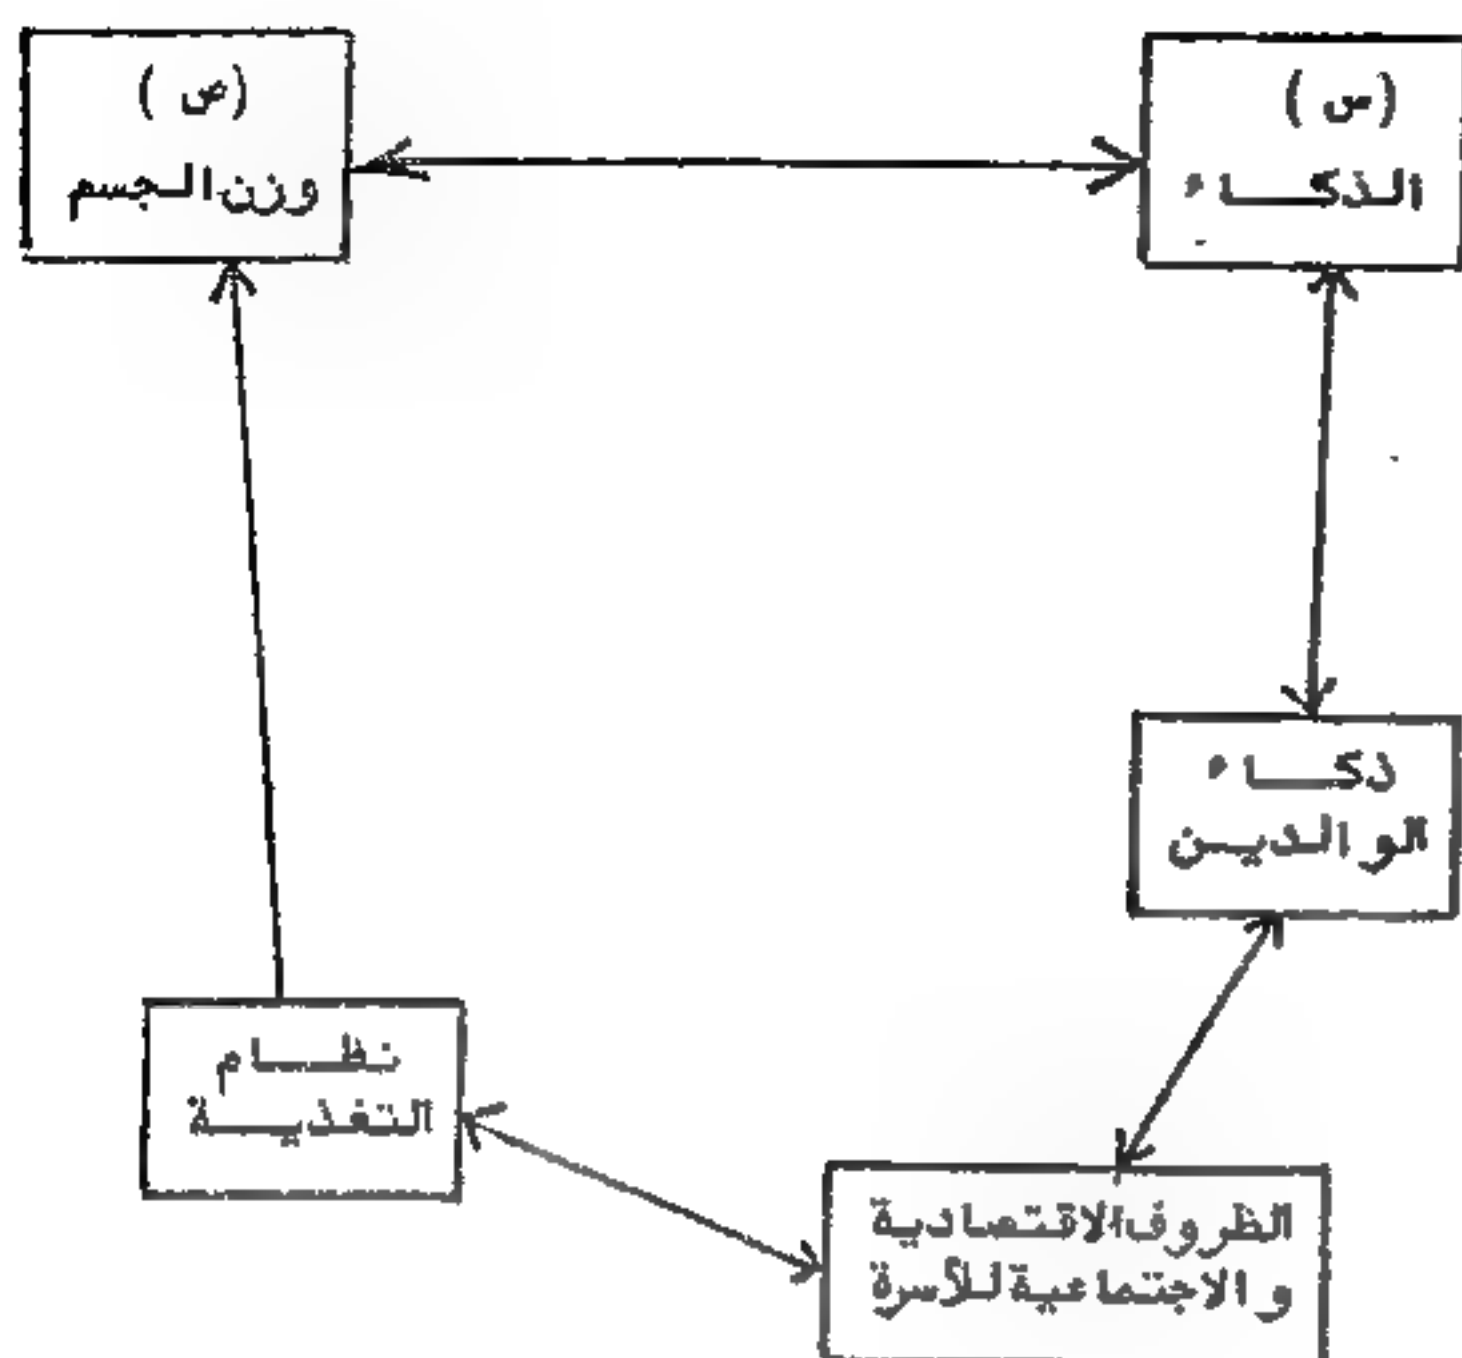 (س)
الذكاء
(ص)
وزن الجسم
ذكاء
الوالدين
نظام
التغذية
الظروف الاقتصادية
والاجتماعية للأسرة